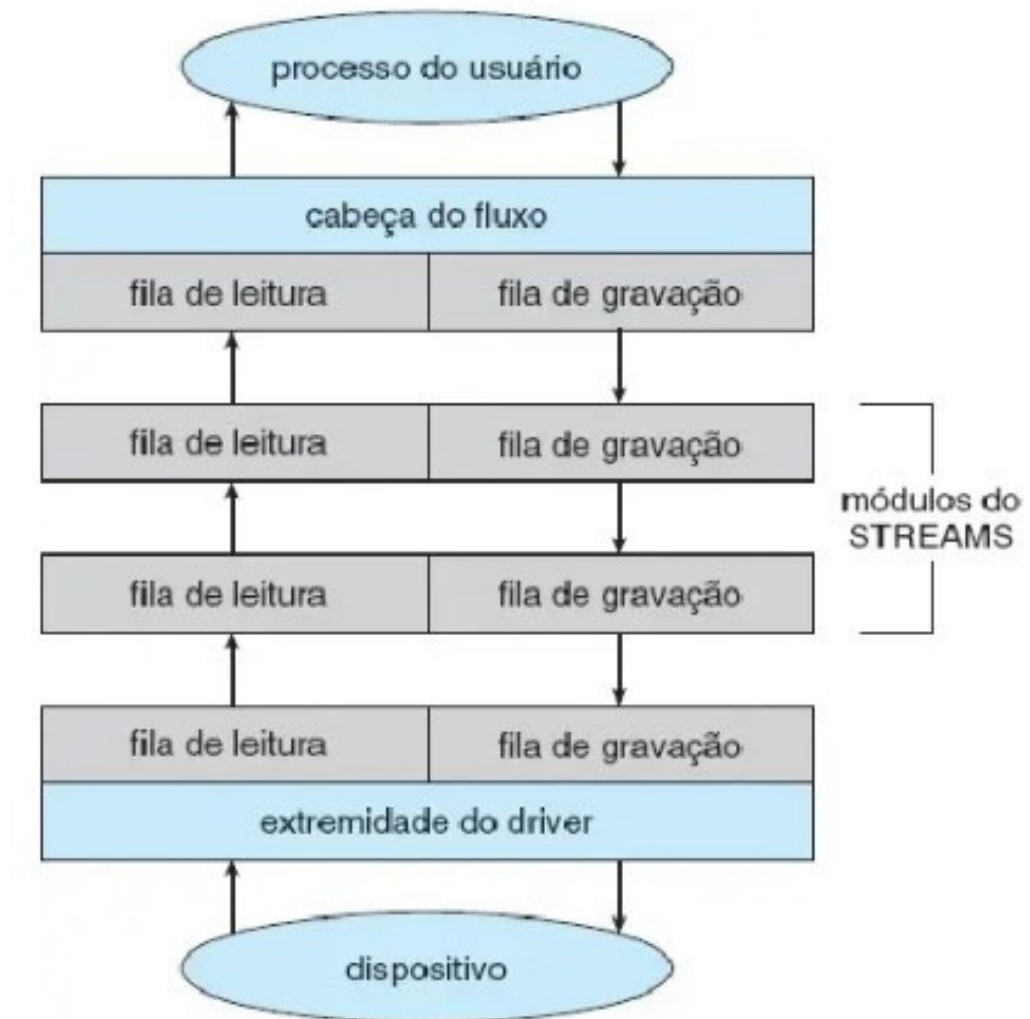 processo do usuário
cabeça do fluxo
fila de leitura
fila de gravação
fila de leitura
fila de gravação
módulos do
STREAMS
fila de leitura
fila de gravação
fila de leitura
fila de gravação
extremidade do driver
dispositivo